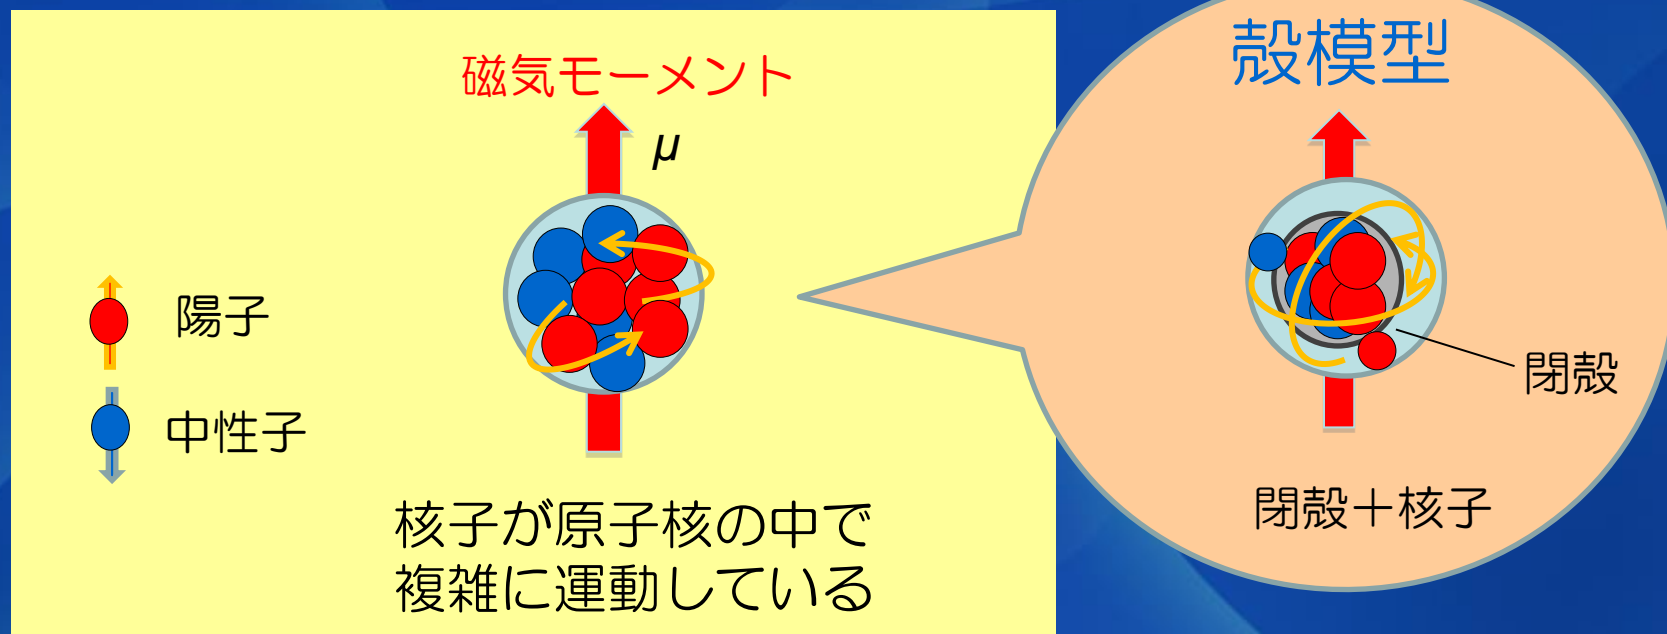 磁気モーメント
μ
陽子
中性子
核子が原子核の中で
複雑に運動している
殻模型
閉殻
閉殻＋核子